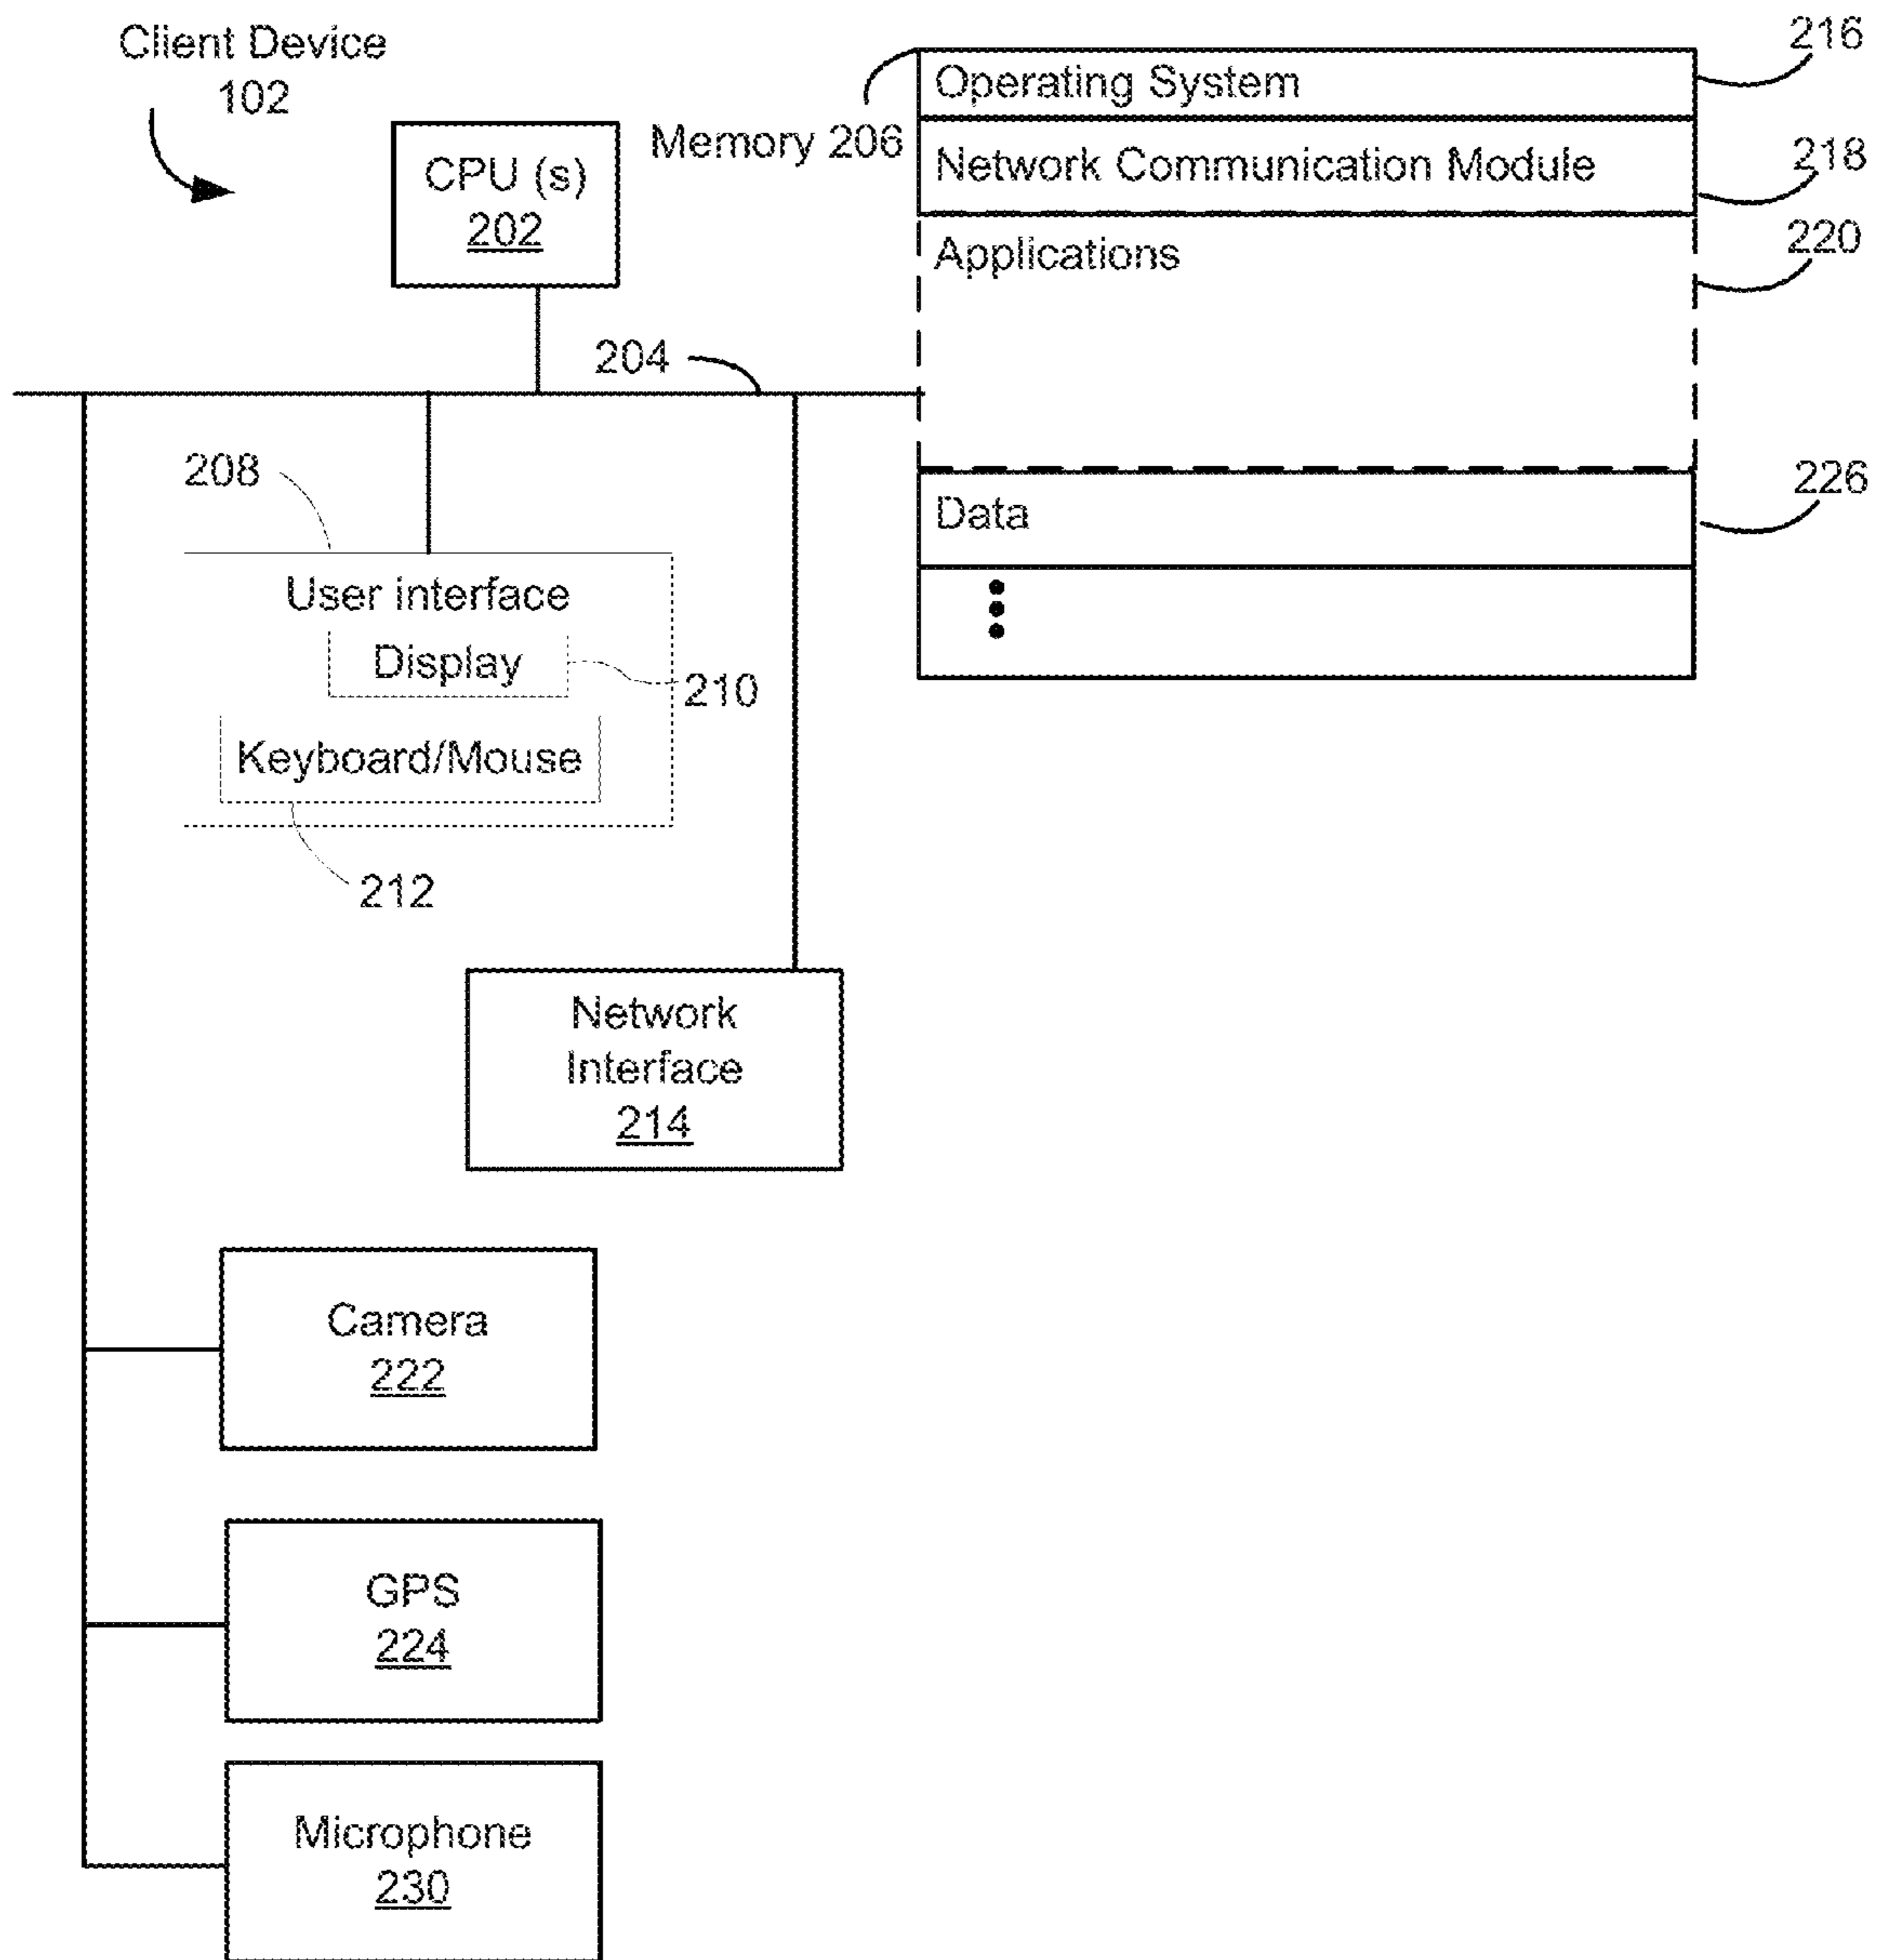 Client Device
102
CPU (s)
202
Memory 206
Operating System
216
Network Communication Module
218
Applications
220
204
Data
226
208
User interface
Display
210
Keyboard/Mouse
212
Network
Interface
214
Camera
222
GPS
224
Microphone
230